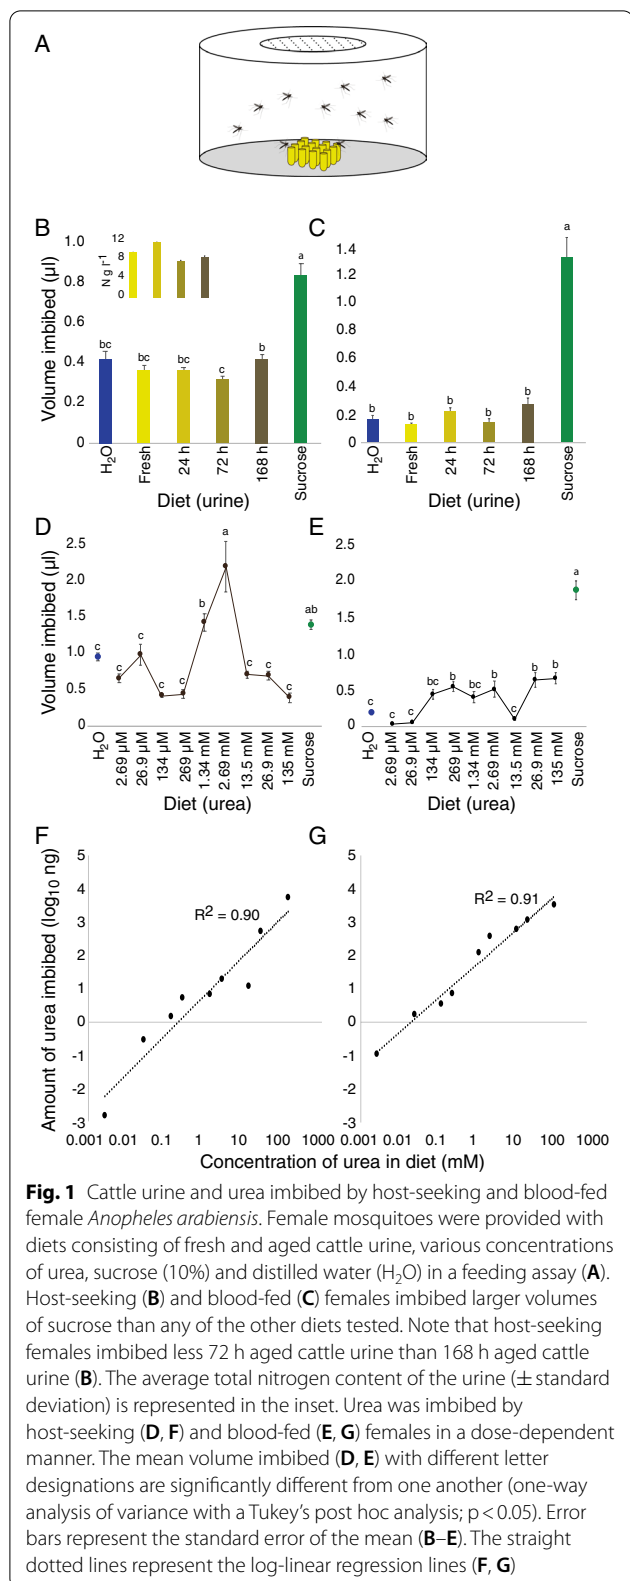 A
B
C
1.0
0.8
0.6
0.4
0.2
0
Volume imbibed (µl)
12
8
4
0
N g l⁻¹
bc
bc
bc
c
b
a
H₂O
Fresh
24 h
72 h
168 h
Sucrose
Diet (urine)
1.4
1.2
1.0
0.8
0.6
0.4
0.2
0
b
b
b
b
b
a
H₂O
Fresh
24 h
72 h
168 h
Sucrose
Diet (urine)
D
E
2.5
2.0
1.5
1.0
0.5
0
Volume imbibed (µl)
c
c
c
c
c
b
a
c
c
c
ab
H₂O
2.69 µM
26.9 µM
134 µM
269 µM
1.34 mM
2.69 mM
13.5 mM
26.9 mM
135 mM
Sucrose
Diet (urea)
2.5
2.0
1.5
1.0
0.5
0
c
c
c
bc
b
bc
b
c
b
b
a
H₂O
2.69 µM
26.9 µM
134 µM
269 µM
1.34 mM
2.69 mM
13.5 mM
26.9 mM
135 mM
Sucrose
Diet (urea)
F
G
5
4
3
2
1
0
-1
-2
-3
Amount of urea imbibed (log₁₀ ng)
R² = 0.90
0.001 0.01 0.1 1 10 100 1000
5
4
3
2
1
0
-1
-2
-3
R² = 0.91
0.001 0.01 0.1 1 10 100 1000
Concentration of urea in diet (mM)
Fig. 1 Cattle urine and urea imbibed by host-seeking and blood-fed
female Anopheles arabiensis. Female mosquitoes were provided with
diets consisting of fresh and aged cattle urine, various concentrations
of urea, sucrose (10%) and distilled water (H₂O) in a feeding assay (A).
Host-seeking (B) and blood-fed (C) females imbibed larger volumes
of sucrose than any of the other diets tested. Note that host-seeking
females imbibed less 72 h aged cattle urine than 168 h aged cattle
urine (B). The average total nitrogen content of the urine (± standard
deviation) is represented in the inset. Urea was imbibed by
host-seeking (D, F) and blood-fed (E, G) females in a dose-dependent
manner. The mean volume imbibed (D, E) with different letter
designations are significantly different from one another (one-way
analysis of variance with a Tukey's post hoc analysis; p < 0.05). Error
bars represent the standard error of the mean (B–E). The straight
dotted lines represent the log-linear regression lines (F, G)